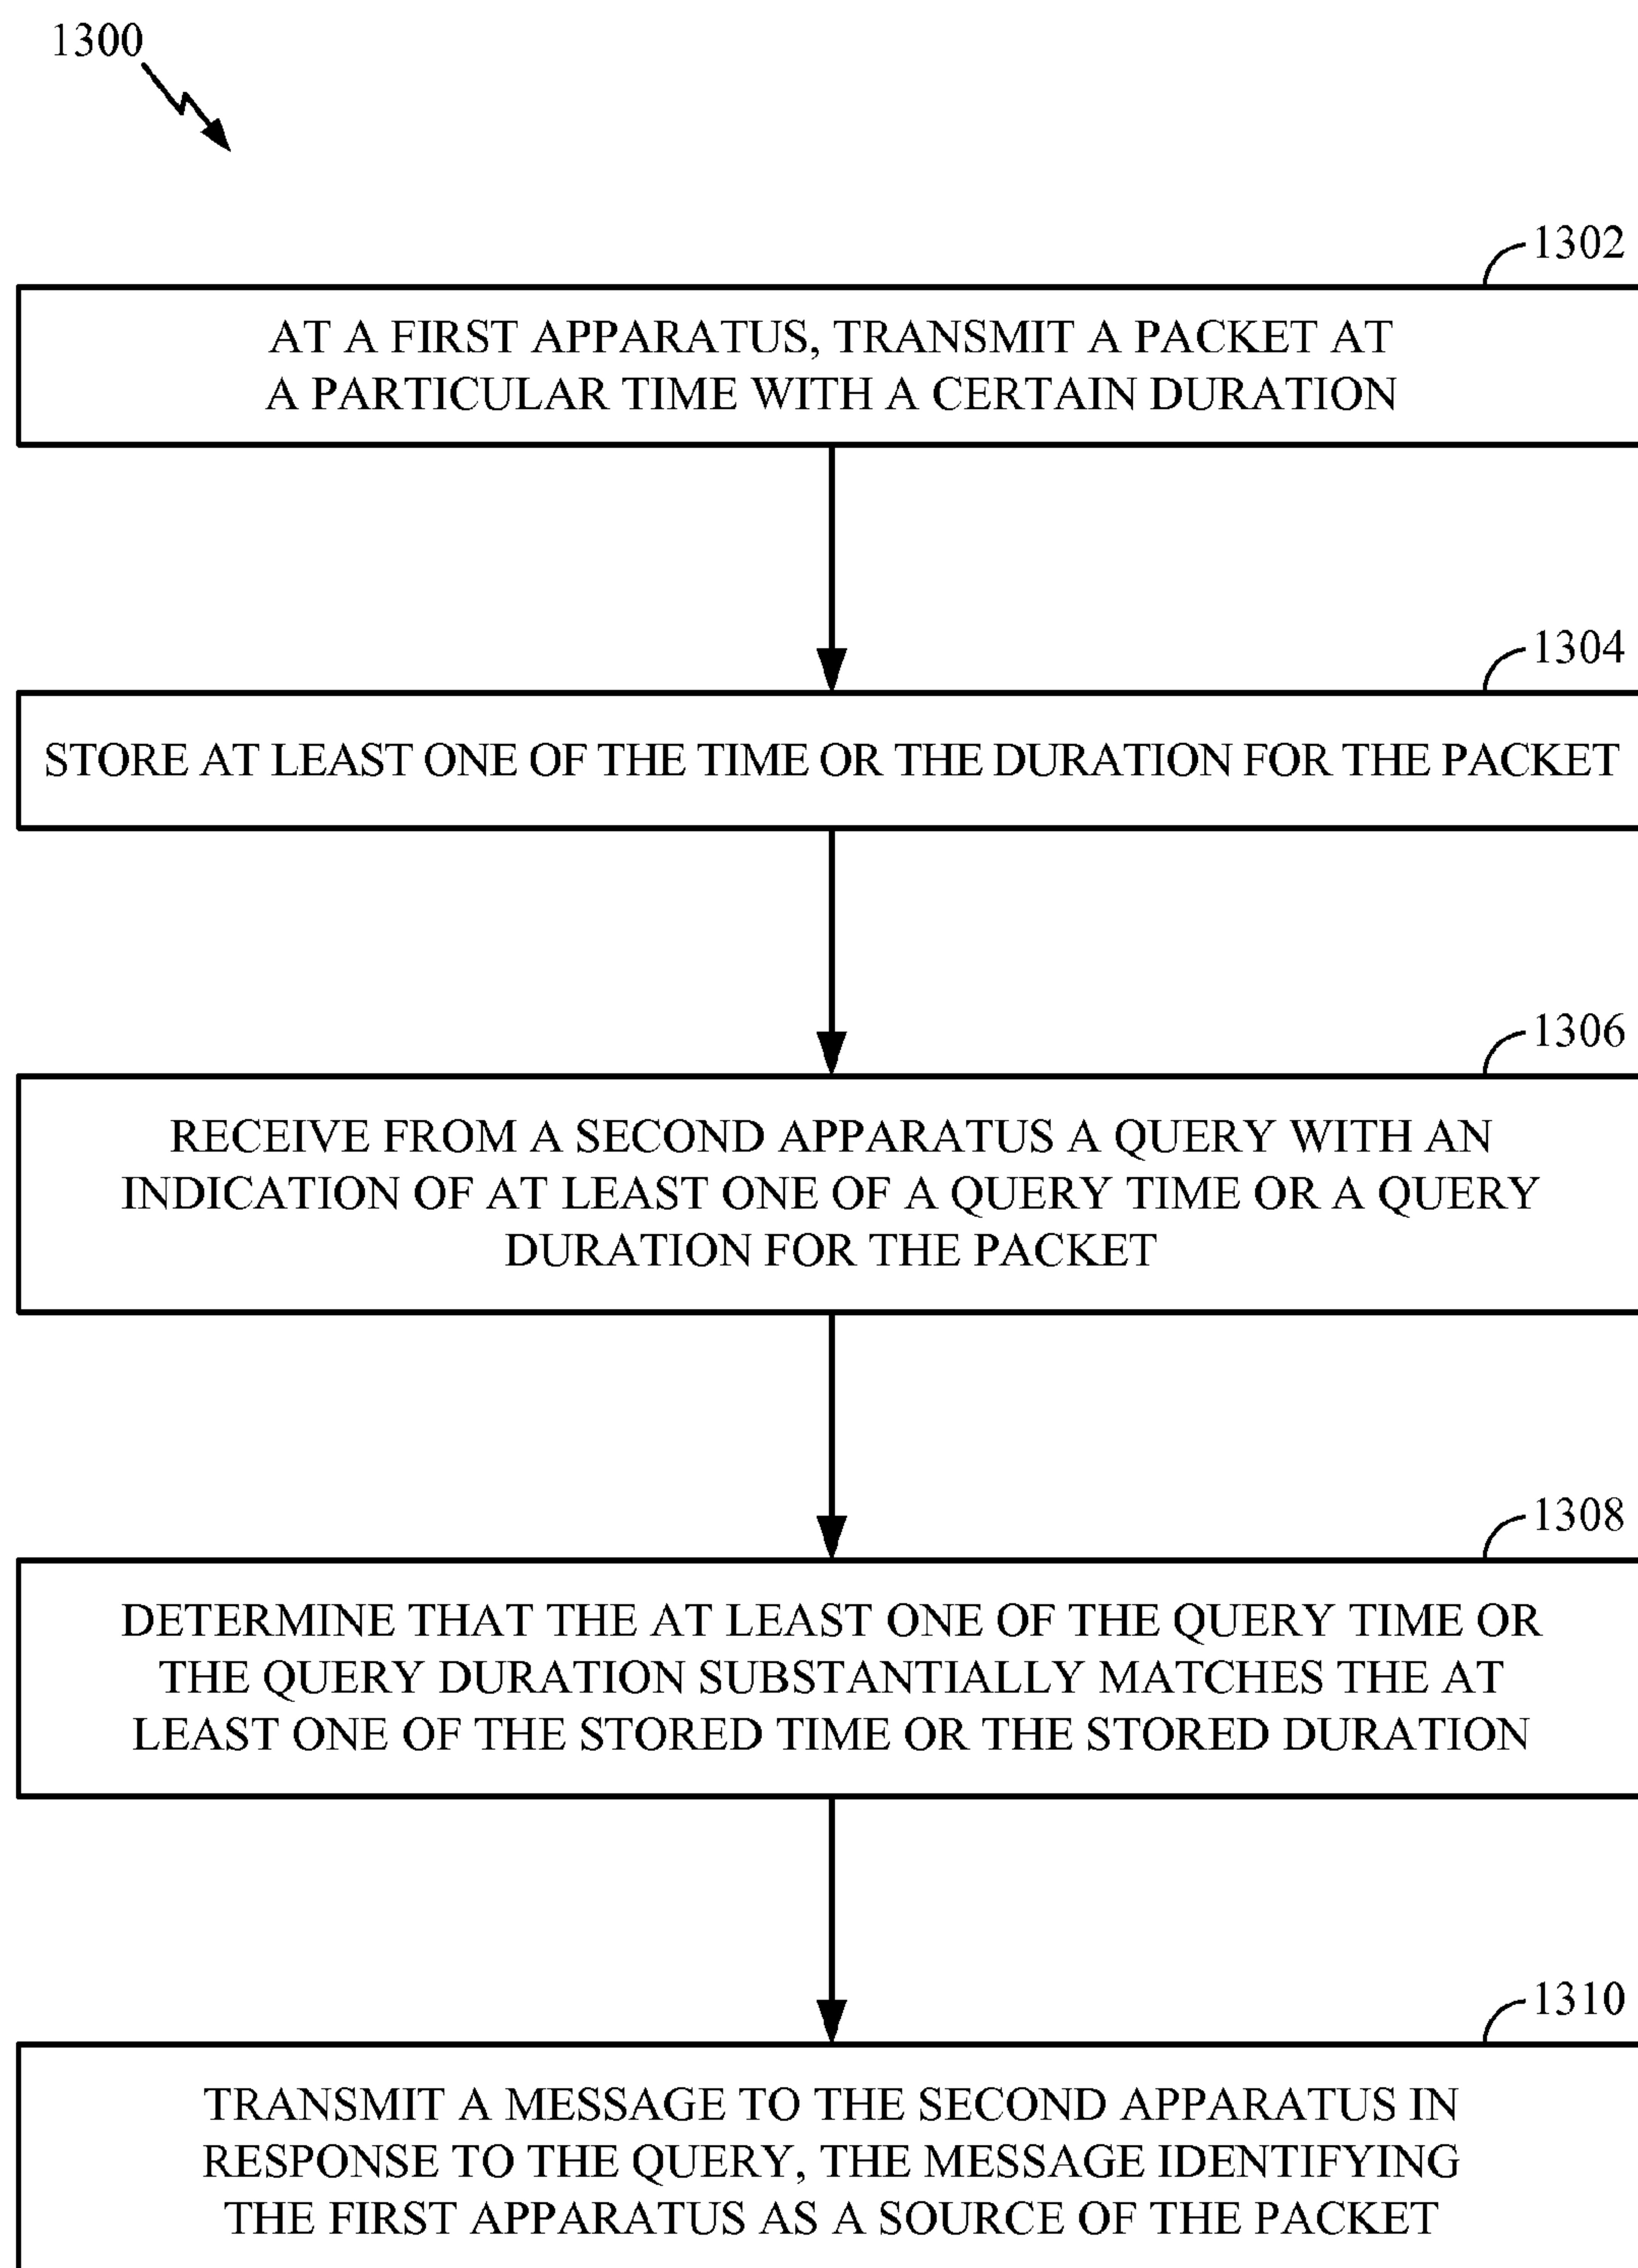 1300
1302
AT A FIRST APPARATUS, TRANSMIT A PACKET AT
A PARTICULAR TIME WITH A CERTAIN DURATION
1304
STORE AT LEAST ONE OF THE TIME OR THE DURATION FOR THE PACKET
1306
RECEIVE FROM A SECOND APPARATUS A QUERY WITH AN
INDICATION OF AT LEAST ONE OF A QUERY TIME OR A QUERY
DURATION FOR THE PACKET
1308
DETERMINE THAT THE AT LEAST ONE OF THE QUERY TIME OR
THE QUERY DURATION SUBSTANTIALLY MATCHES THE AT
LEAST ONE OF THE STORED TIME OR THE STORED DURATION
1310
TRANSMIT A MESSAGE TO THE SECOND APPARATUS IN
RESPONSE TO THE QUERY, THE MESSAGE IDENTIFYING
THE FIRST APPARATUS AS A SOURCE OF THE PACKET